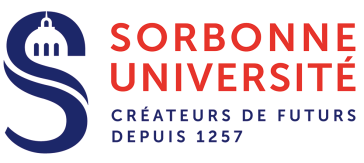 SORBONNE
UNIVERSITÉ
CRÉATEURS DE FUTURS
DEPUIS 1257